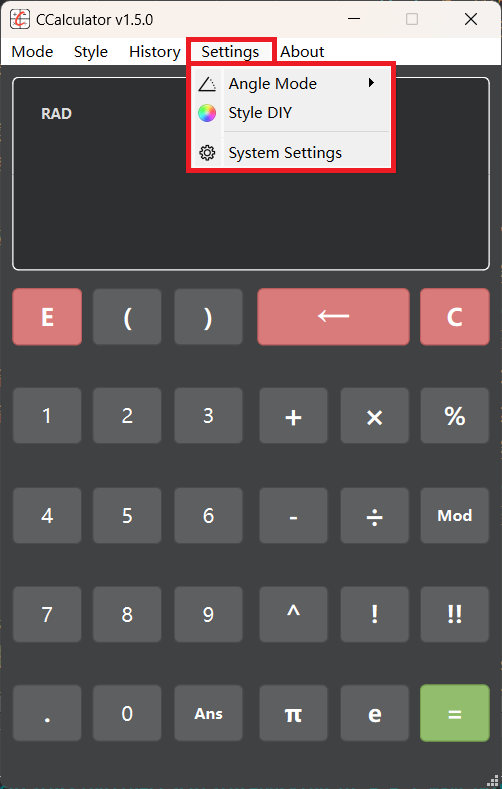 CCalculator v1.5.0
Mode Style History Settings About
Angle Mode
Style DIY
System Settings
RAD
E ( ) ← C
1 2 3 + × %
4 5 6 - ÷ Mod
7 8 9 ^ ! !!
. 0 Ans π e =